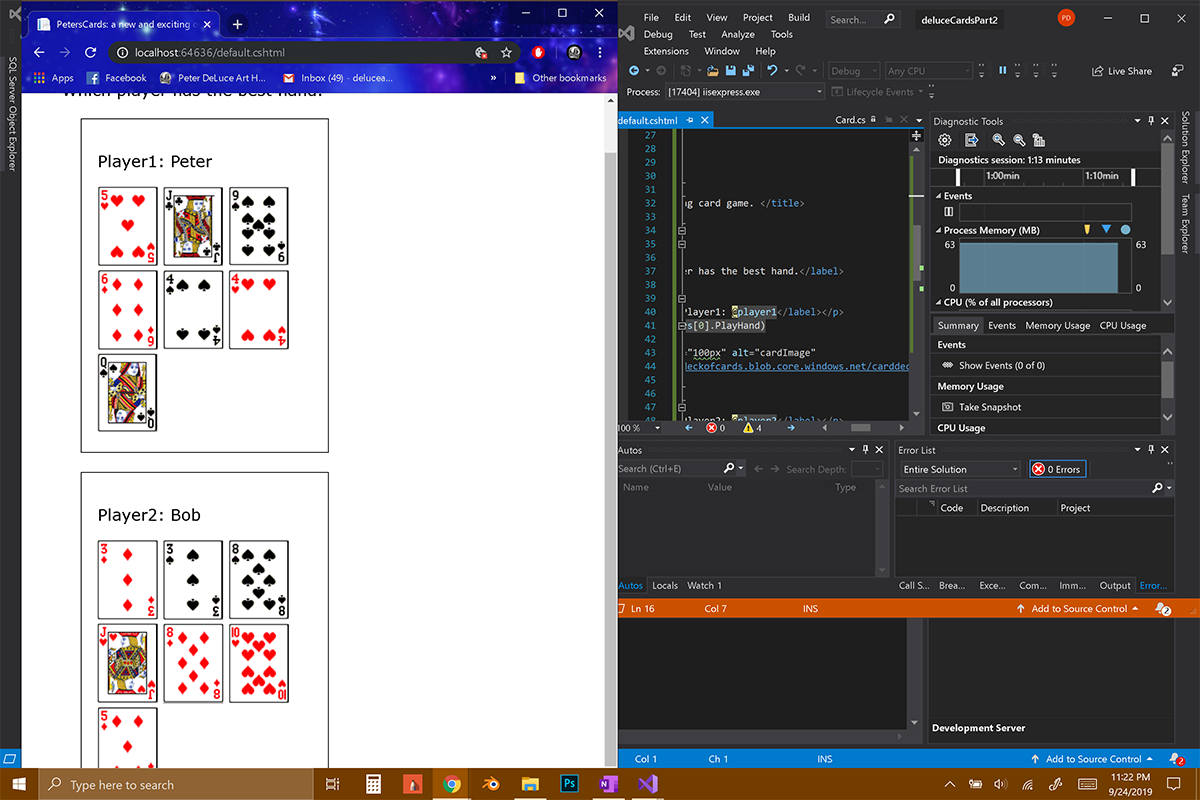 PetersCards: a new and exciting c
localhost:64636/default.cshtml
Apps Facebook Peter DeLuce Art H... Inbox (49) - delucea... » Other bookmarks
Which player has the best hand.
Player1: Peter
5 J 9
6 4 4
Q
Player2: Bob
3 3 8
J 8 10
5
SQL Server Object Explorer
File Edit View Project Build Search... deluceCardsPart2 PD
Debug Test Analyze Tools
Extensions Window Help
Debug Any CPU Live Share
Process: [17404] iisexpress.exe Lifecycle Events
default.cshtml Card.cs
27
28
29
30
31
32 ng card game. </title>
33
34
35
36
37 er has the best hand.</label>
38
39
40 Player1: @player1</label></p>
41 rs[0].PlayHand)
42
43 ="100px" alt="cardImage"
44 deckofcards.blob.core.windows.net/carddec
45
46
47
48 Player2: @player2</label></p>
100 % 0 4
Diagnostic Tools
Diagnostics session: 1:13 minutes
1:00min 1:10min
Events
Process Memory (MB)
63 63
0 0
CPU (% of all processors)
Summary Events Memory Usage CPU Usage
Events
Show Events (0 of 0)
Memory Usage
Take Snapshot
CPU Usage
Solution Explorer
Team Explorer
Autos
Search (Ctrl+E) Search Depth:
Name Value Type
Autos Locals Watch 1
Error List
Entire Solution 0 Errors
Search Error List
Code Description Project
Call S... Brea... Exce... Com... Imm... Output Error...
Ln 16 Col 7 INS Add to Source Control 2
Development Server
Col 1 Ch 1 INS Add to Source Control 2
Type here to search
Ps
N
11:22 PM
9/24/2019